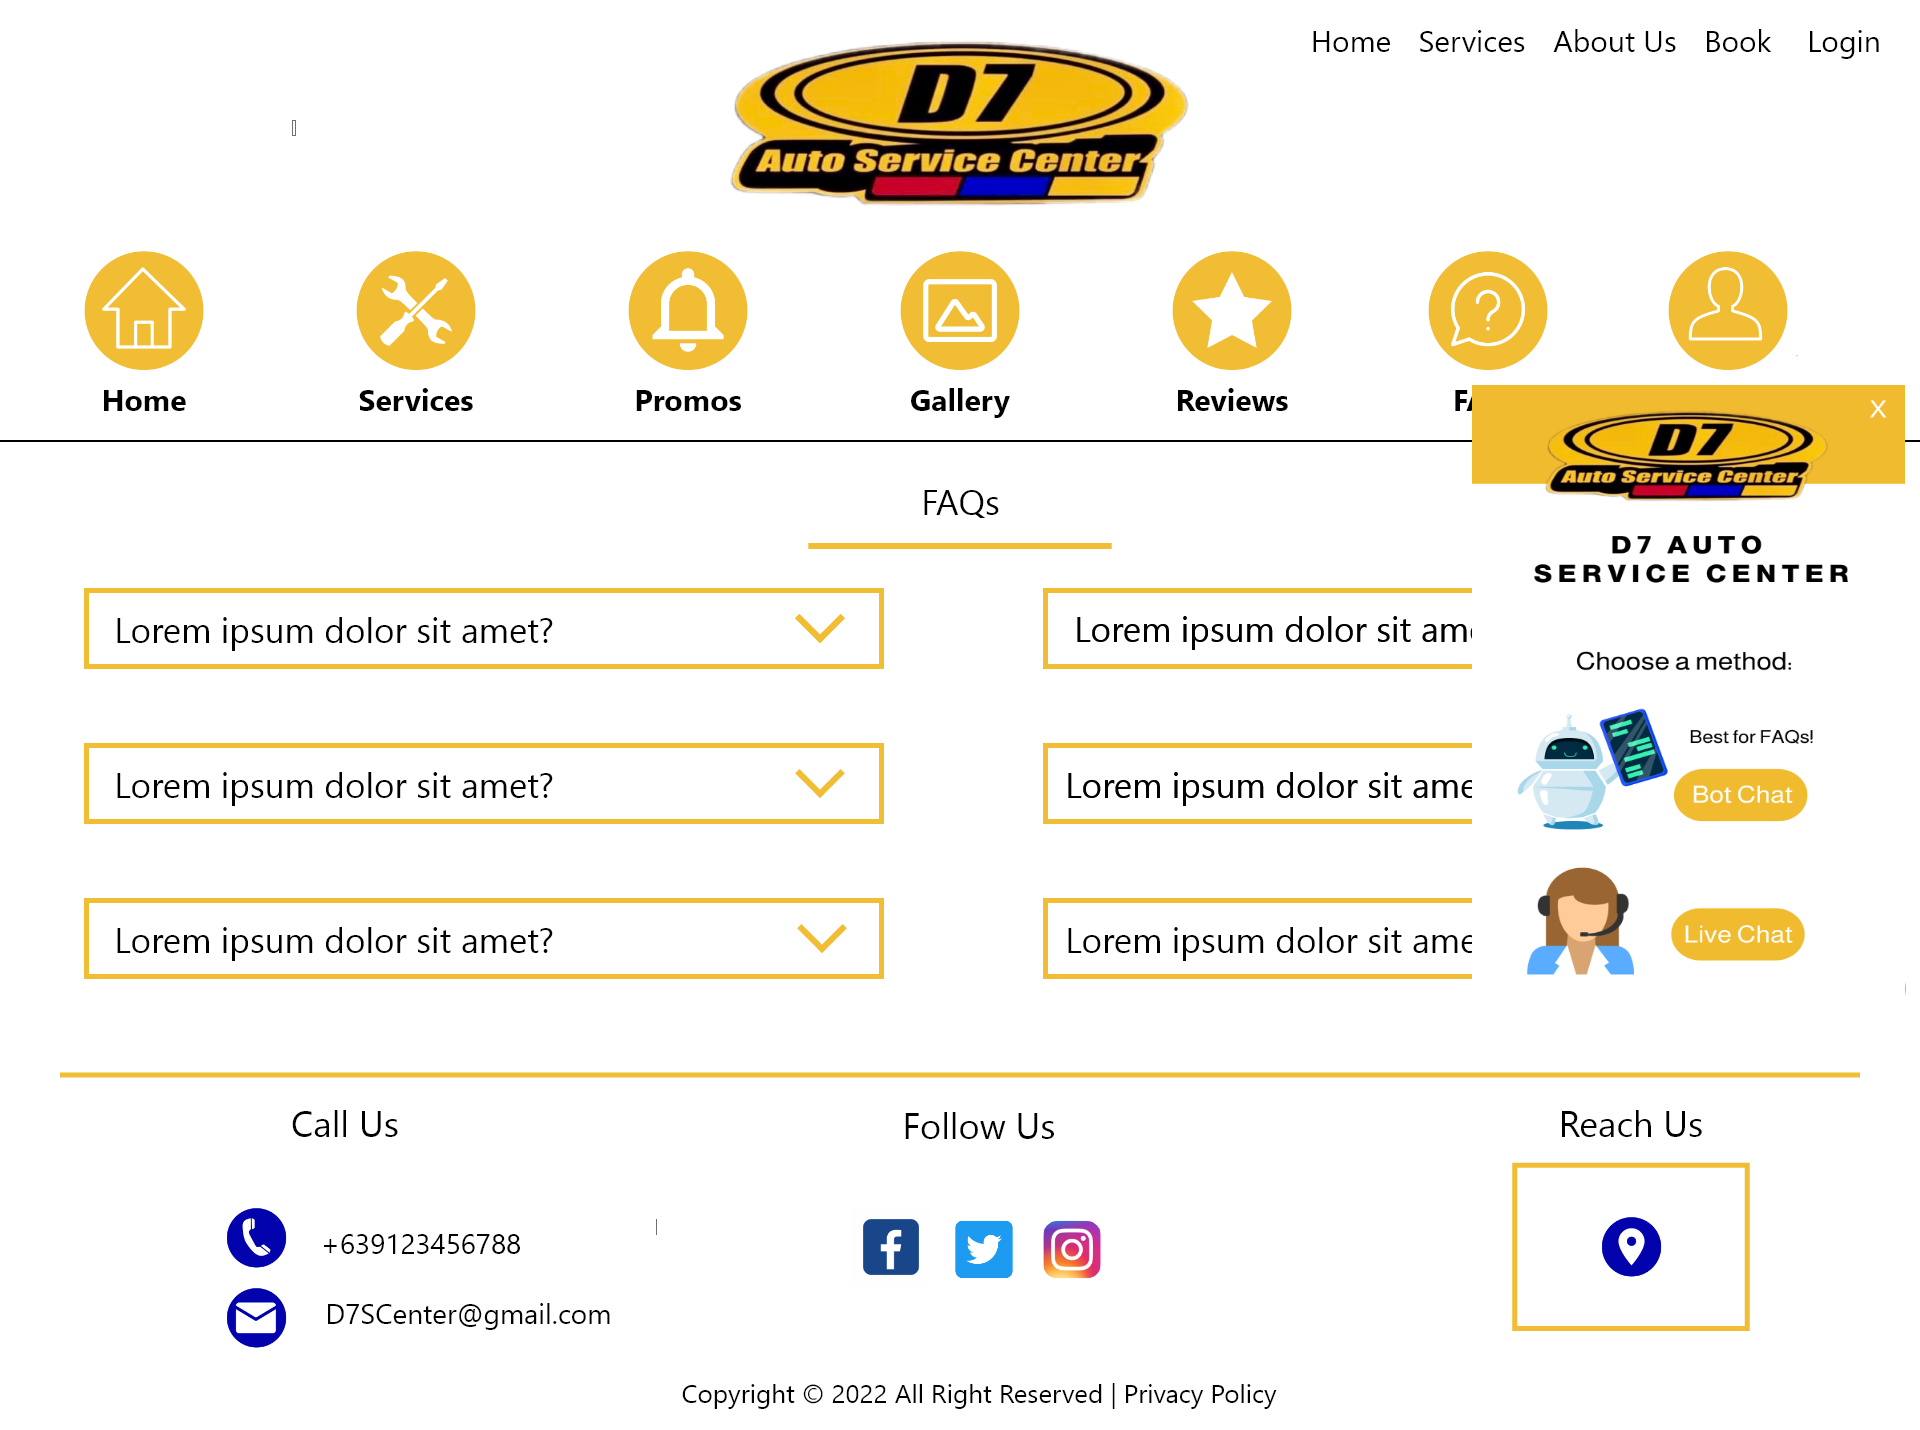 Home Services About Us Book Login
D7
Auto Service Center
Home Services Promos Gallery Reviews
X
D7
Auto Service Center
FAQs
D7 AUTO
SERVICE CENTER
Lorem ipsum dolor sit amet?
Lorem ipsum dolor sit am
Choose a method:
Best for FAQs!
Bot Chat
Lorem ipsum dolor sit amet?
Lorem ipsum dolor sit ame
Live Chat
Lorem ipsum dolor sit amet?
Lorem ipsum dolor sit ame
Call Us
Follow Us
Reach Us
+639123456788
D7SCenter@gmail.com
Copyright © 2022 All Right Reserved | Privacy Policy